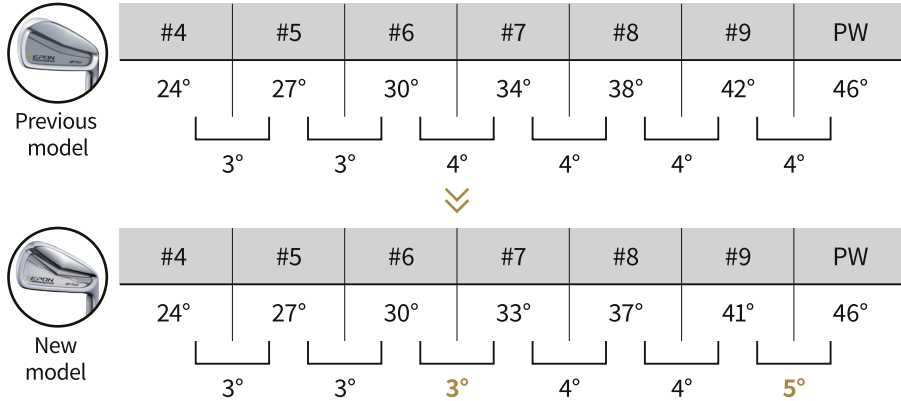 #4 #5 #6 #7 #8 #9 PW
EPON
24° 27° 30° 34° 38° 42° 46°
Previous
model
3° 3° 4° 4° 4° 4°
#4 #5 #6 #7 #8 #9 PW
EPON
24° 27° 30° 33° 37° 41° 46°
New
model
3° 3° 3° 4° 4° 5°